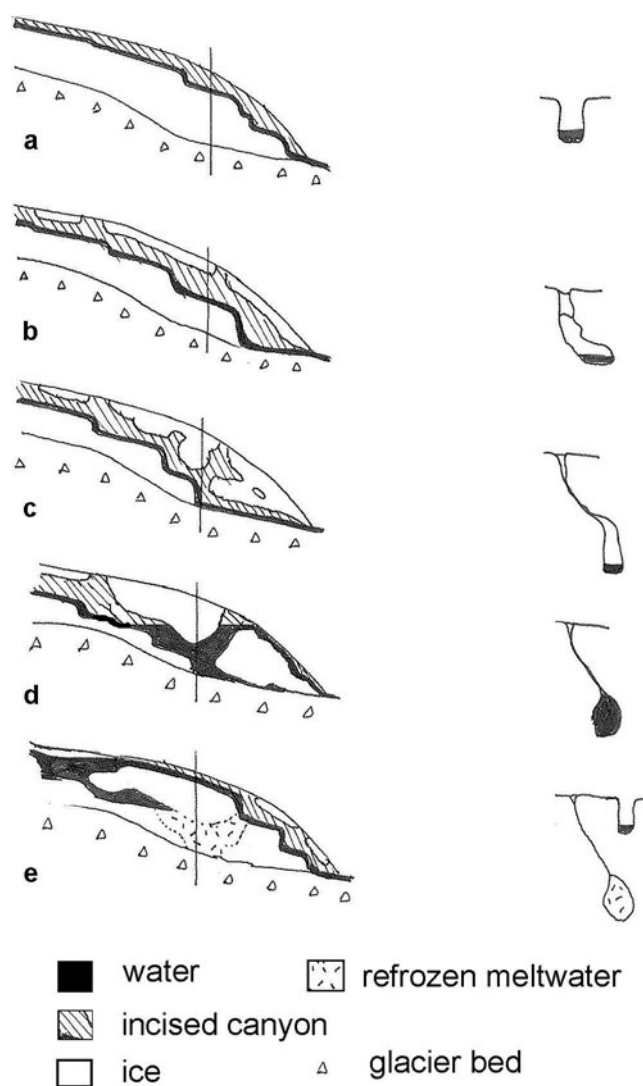 a
b
c
d
e
water
refrozen meltwater
incised canyon
ice
glacier bed